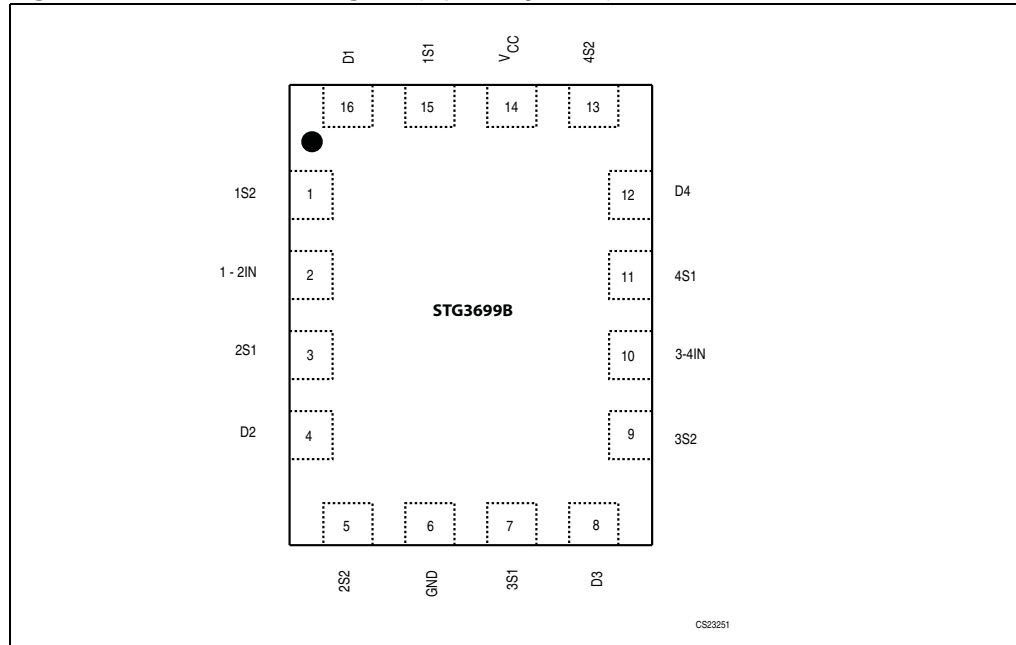 D1 1S1 VCC 4S2
16 15 14 13
1S2 1 12 D4
1 - 2IN 2 11 4S1
STG3699B
2S1 3 10 3-4IN
D2 4 9 3S2
5 6 7 8
2S2 GND 3S1 D3
CS23251